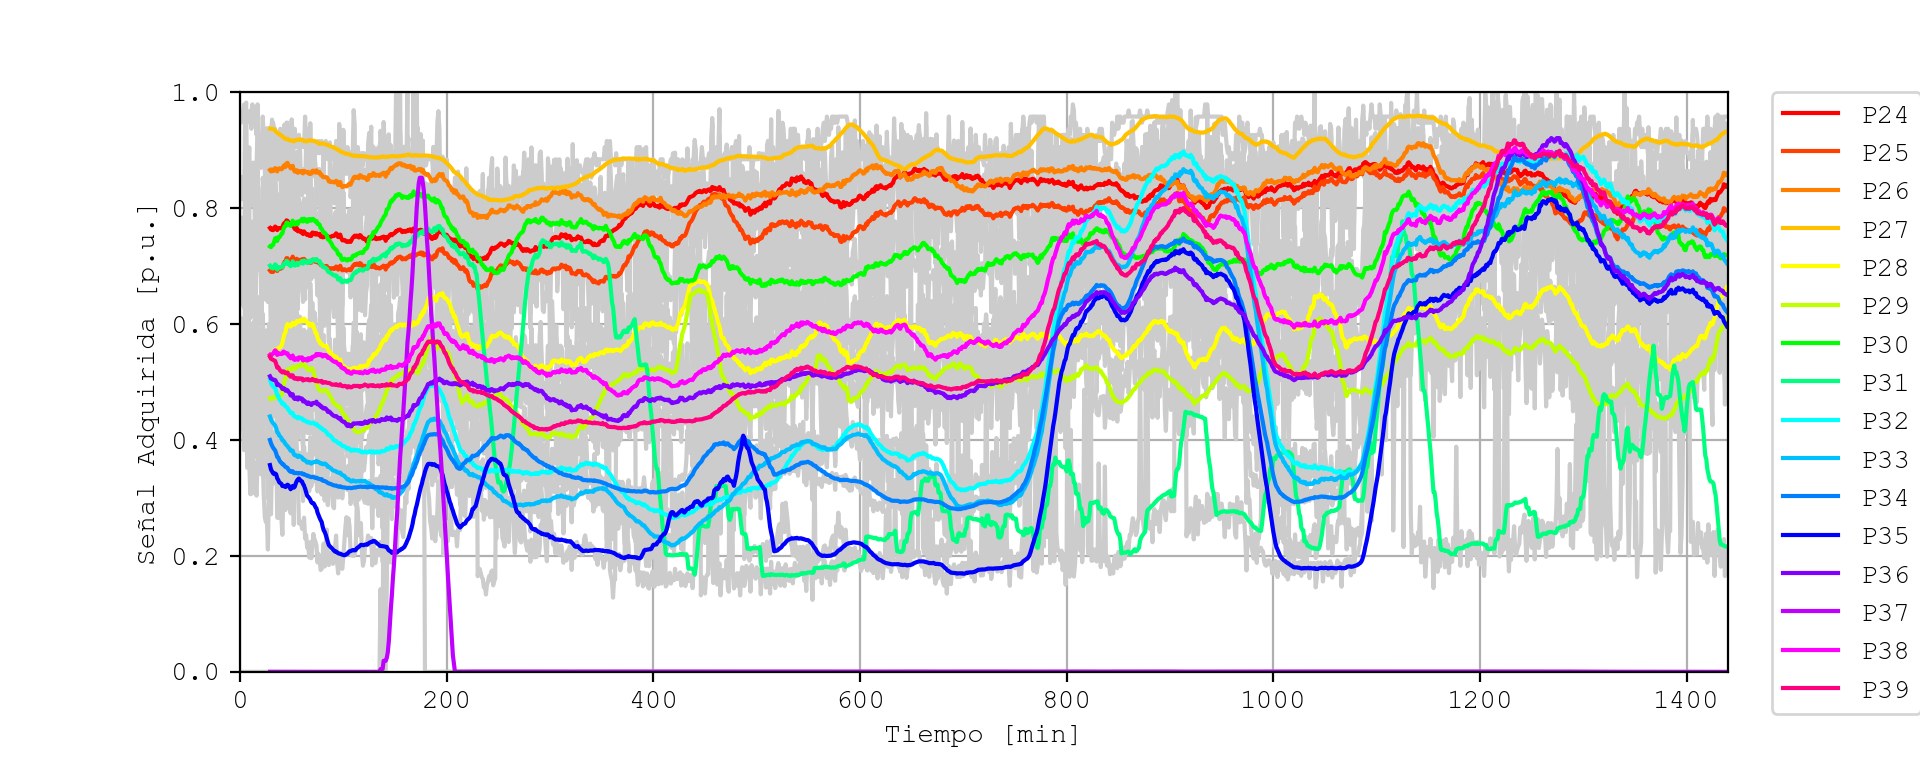 Señal Adquirida [p.u.]
1.0
0.8
0.6
0.4
0.2
0.0
0 200 400 600 800 1000 1200 1400
Tiempo [min]
P24
P25
P26
P27
P28
P29
P30
P31
P32
P33
P34
P35
P36
P37
P38
P39